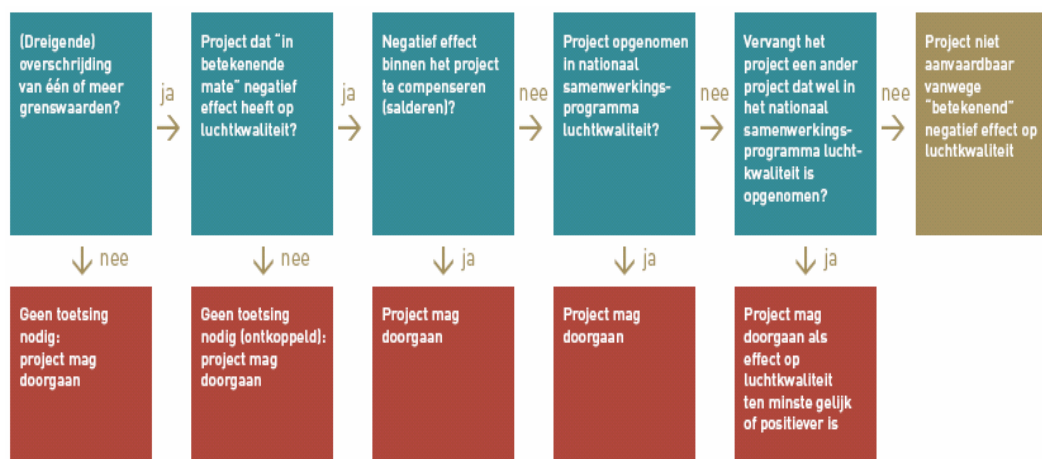 (Dreigende)
overschrijding
van één of meer
grenswaarden?
ja
Project dat "in
betekenende
mate" negatief
effect heeft op
luchtkwaliteit?
ja
Negatief effect
binnen het project
te compenseren
(salderen)?
nee
Project opgenomen
in nationaal
samenwerkings-
programma
luchtkwaliteit?
nee
Vervangt het
project een ander
project dat wel in
het nationaal
samenwerkings-
programma lucht-
kwaliteit is
opgenomen?
nee
Project niet
aanvaardbaar
vanwege
"betekenend"
negatief effect op
luchtkwaliteit
nee
nee
ja
ja
ja
Geen toetsing
nodig:
project mag
doorgaan
Geen toetsing
nodig (ontkoppeld):
project mag
doorgaan
Project mag
doorgaan
Project mag
doorgaan
Project mag
doorgaan als
effect op
luchtkwaliteit
ten minste gelijk
of positiever is